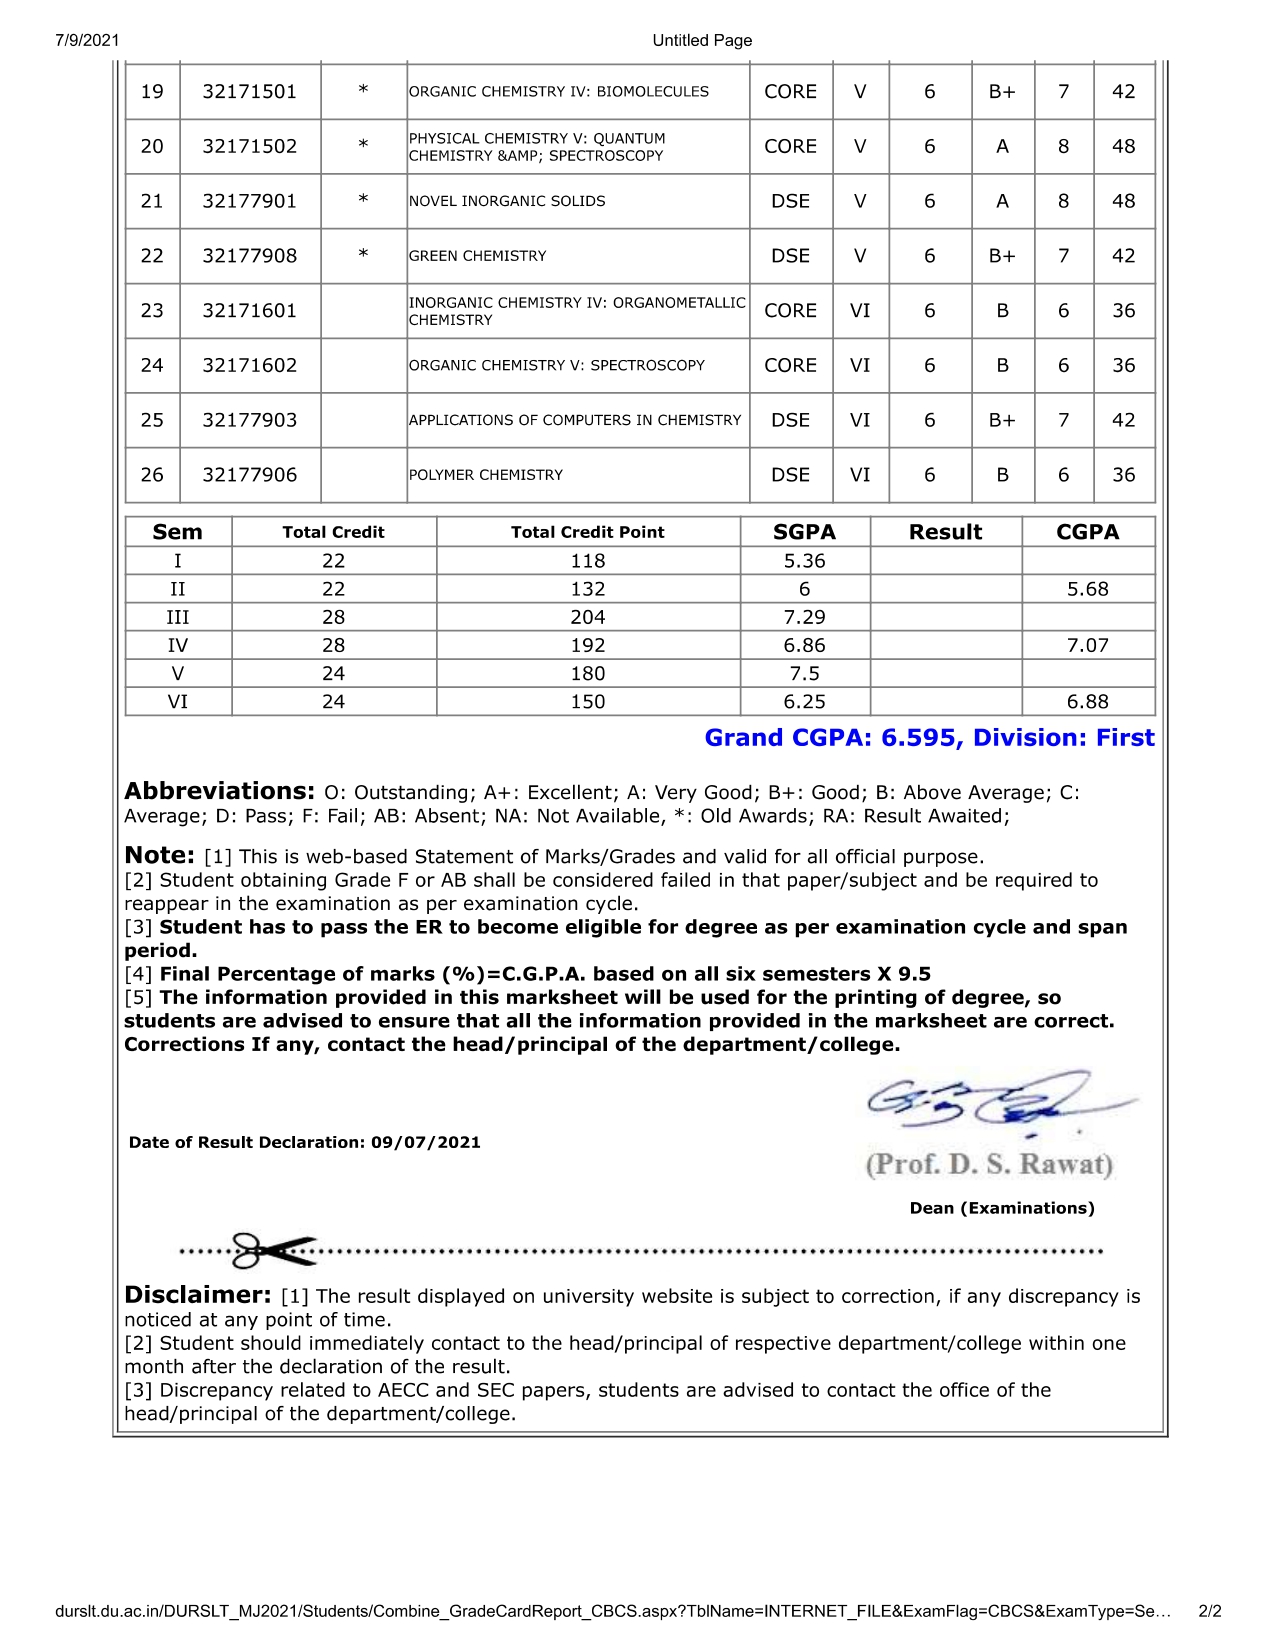 7/9/2021 Untitled Page
19 32171501 * ORGANIC CHEMISTRY IV: BIOMOLECULES CORE V 6 B+ 7 42
20 32171502 * PHYSICAL CHEMISTRY V: QUANTUM
CHEMISTRY &AMP; SPECTROSCOPY CORE V 6 A 8 48
21 32177901 * NOVEL INORGANIC SOLIDS DSE V 6 A 8 48
22 32177908 * GREEN CHEMISTRY DSE V 6 B+ 7 42
23 32171601 INORGANIC CHEMISTRY IV: ORGANOMETALLIC
CHEMISTRY CORE VI 6 B 6 36
24 32171602 ORGANIC CHEMISTRY V: SPECTROSCOPY CORE VI 6 B 6 36
25 32177903 APPLICATIONS OF COMPUTERS IN CHEMISTRY DSE VI 6 B+ 7 42
26 32177906 POLYMER CHEMISTRY DSE VI 6 B 6 36
Sem Total Credit Total Credit Point SGPA Result CGPA
I 22 118 5.36
II 22 132 6 5.68
III 28 204 7.29
IV 28 192 6.86 7.07
V 24 180 7.5
VI 24 150 6.25 6.88
Grand CGPA: 6.595, Division: First
Abbreviations: O: Outstanding; A+: Excellent; A: Very Good; B+: Good; B: Above Average; C:
Average; D: Pass; F: Fail; AB: Absent; NA: Not Available, *: Old Awards; RA: Result Awaited;
Note: [1] This is web-based Statement of Marks/Grades and valid for all official purpose.
[2] Student obtaining Grade F or AB shall be considered failed in that paper/subject and be required to
reappear in the examination as per examination cycle.
[3] Student has to pass the ER to become eligible for degree as per examination cycle and span
period.
[4] Final Percentage of marks (%)=C.G.P.A. based on all six semesters X 9.5
[5] The information provided in this marksheet will be used for the printing of degree, so
students are advised to ensure that all the information provided in the marksheet are correct.
Corrections If any, contact the head/principal of the department/college.
Date of Result Declaration: 09/07/2021
(Prof. D. S. Rawat)
Dean (Examinations)
Disclaimer: [1] The result displayed on university website is subject to correction, if any discrepancy is
noticed at any point of time.
[2] Student should immediately contact to the head/principal of respective department/college within one
month after the declaration of the result.
[3] Discrepancy related to AECC and SEC papers, students are advised to contact the office of the
head/principal of the department/college.
durslt.du.ac.in/DURSLT_MJ2021/Students/Combine_GradeCardReport_CBCS.aspx?TblName=INTERNET_FILE&ExamFlag=CBCS&ExamType=Se… 2/2